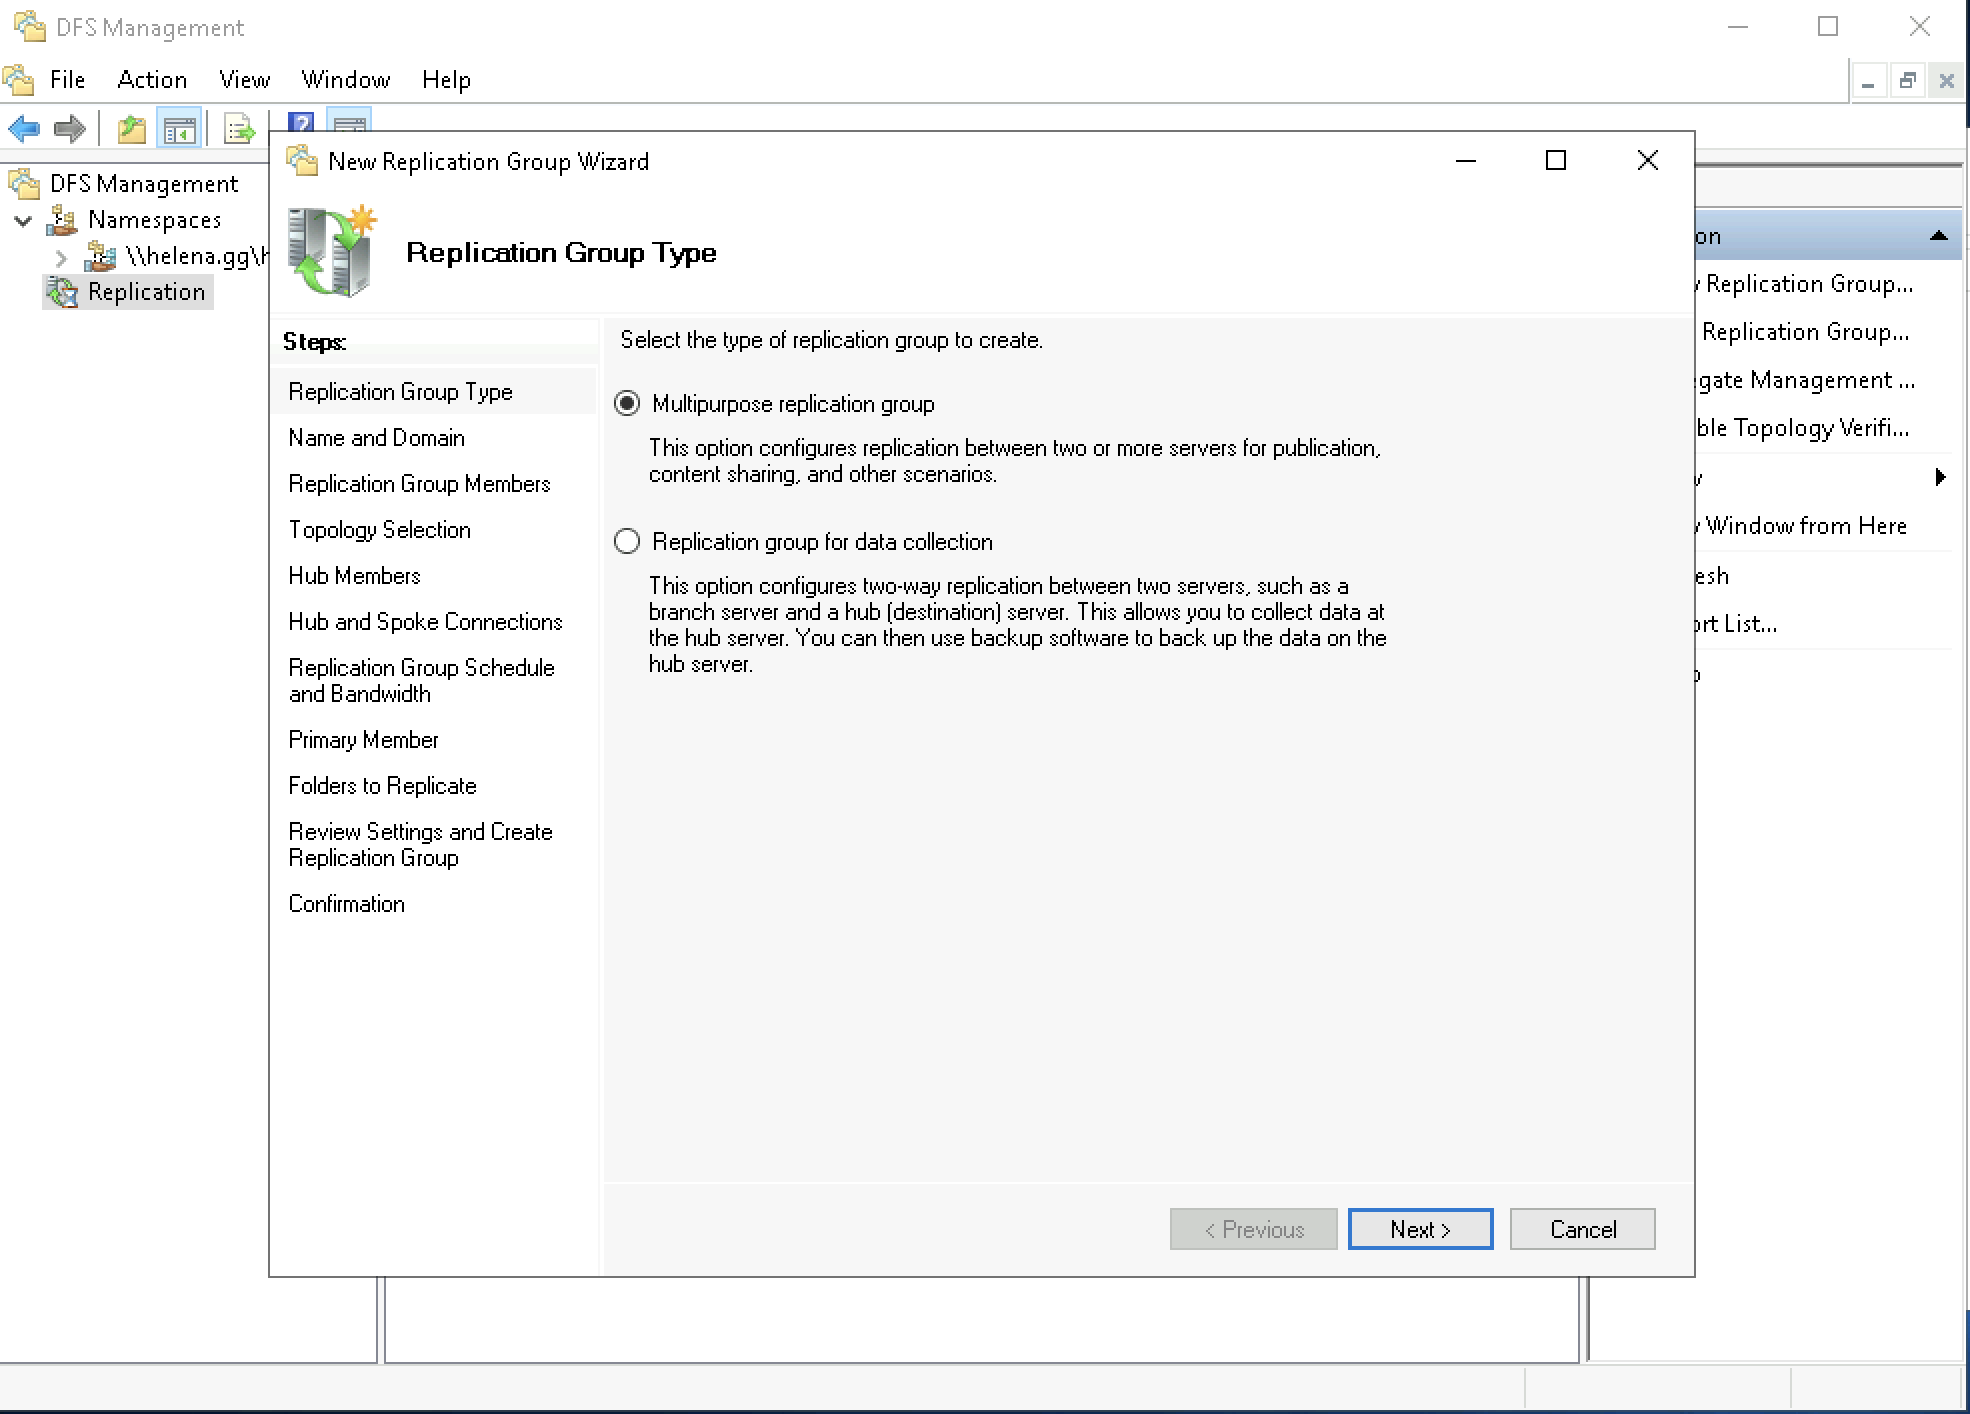 DFS Management
File Action View Window Help
DFS Management
Namespaces
\\helena.gg\h
Replication
New Replication Group Wizard
Replication Group Type
Steps:
Replication Group Type
Name and Domain
Replication Group Members
Topology Selection
Hub Members
Hub and Spoke Connections
Replication Group Schedule
and Bandwidth
Primary Member
Folders to Replicate
Review Settings and Create
Replication Group
Confirmation
Select the type of replication group to create.
Multipurpose replication group
This option configures replication between two or more servers for publication,
content sharing, and other scenarios.
Replication group for data collection
This option configures two-way replication between two servers, such as a
branch server and a hub (destination) server. This allows you to collect data at
the hub server. You can then use backup software to back up the data on the
hub server.
< Previous
Next >
Cancel
on
Replication Group...
Replication Group...
gate Management ...
ble Topology Verifi...
Window from Here
esh
ort List...